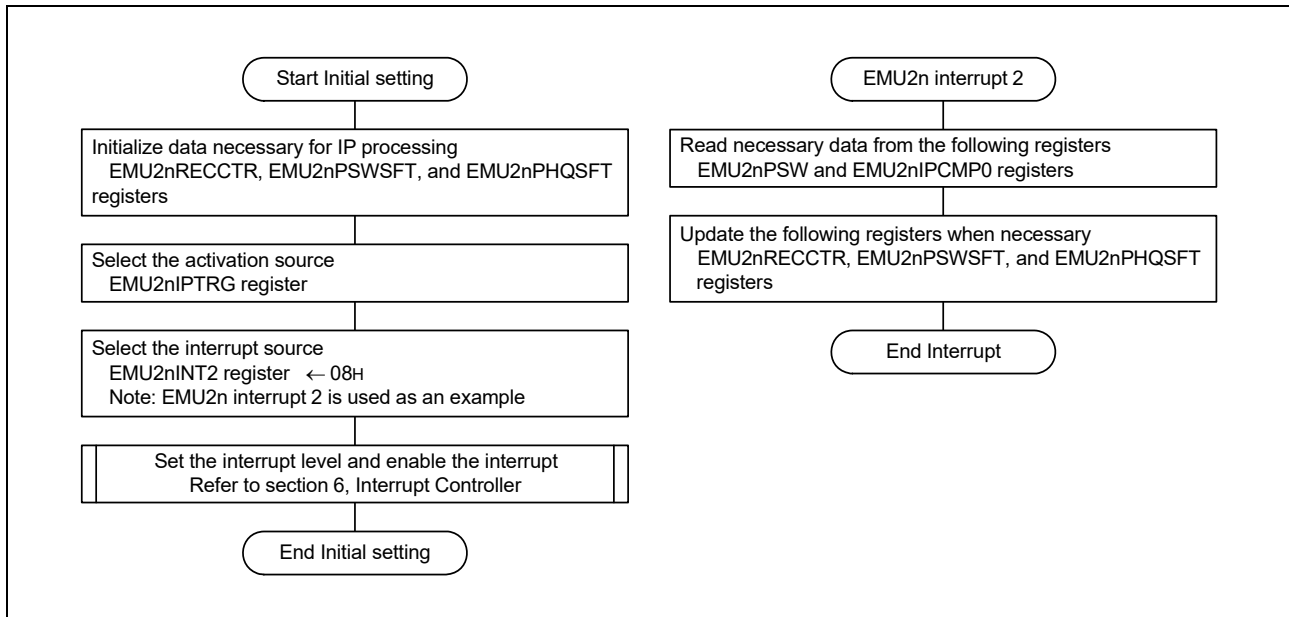 Start Initial setting
Initialize data necessary for IP processing
EMU2nRECCTR, EMU2nPSWSFT, and EMU2nPHQSFT
registers
Select the activation source
EMU2nIPTRG register
Select the interrupt source
EMU2nINT2 register ← 08H
Note: EMU2n interrupt 2 is used as an example
Set the interrupt level and enable the interrupt
Refer to section 6, Interrupt Controller
End Initial setting
EMU2n interrupt 2
Read necessary data from the following registers
EMU2nPSW and EMU2nIPCMP0 registers
Update the following registers when necessary
EMU2nRECCTR, EMU2nPSWSFT, and EMU2nPHQSFT
registers
End Interrupt